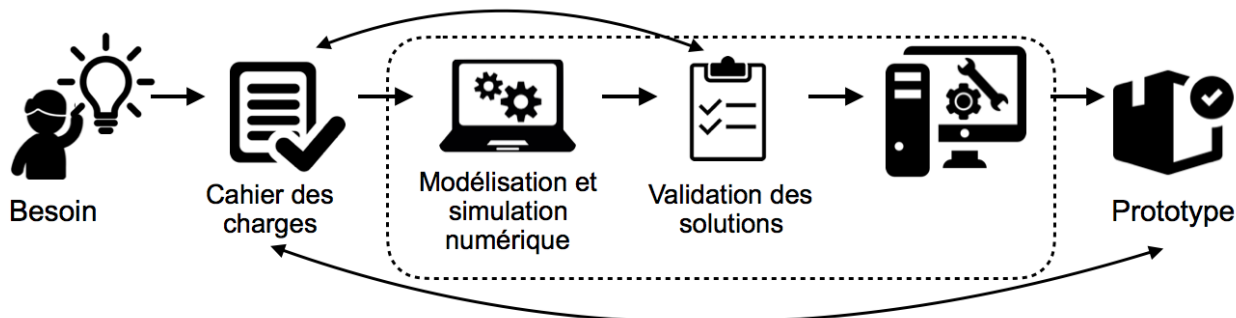 Besoin
Cahier des
charges
Modélisation et
simulation
numérique
Validation des
solutions
Prototype